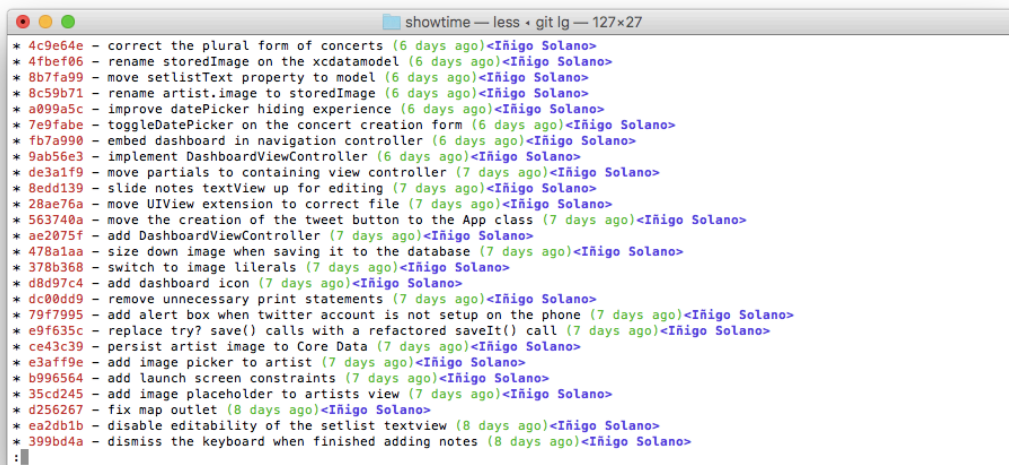 showtime — less ◂ git lg — 127×27
* 4c9e64e - correct the plural form of concerts (6 days ago)<Iñigo Solano>
* 4fbef06 - rename storedImage on the xcdatamodel (6 days ago)<Iñigo Solano>
* 8b7fa99 - move setlistText property to model (6 days ago)<Iñigo Solano>
* 8c59b71 - rename artist.image to storedImage (6 days ago)<Iñigo Solano>
* a099a5c - improve datePicker hiding experience (6 days ago)<Iñigo Solano>
* 7e9fabe - toggleDatePicker on the concert creation form (6 days ago)<Iñigo Solano>
* fb7a990 - embed dashboard in navigation controller (6 days ago)<Iñigo Solano>
* 9ab56e3 - implement DashboardViewController (6 days ago)<Iñigo Solano>
* de3a1f9 - move partials to containing view controller (7 days ago)<Iñigo Solano>
* 8edd139 - slide notes textView up for editing (7 days ago)<Iñigo Solano>
* 28ae76a - move UIView extension to correct file (7 days ago)<Iñigo Solano>
* 563740a - move the creation of the tweet button to the App class (7 days ago)<Iñigo Solano>
* ae2075f - add DashboardViewController (7 days ago)<Iñigo Solano>
* 478a1aa - size down image when saving it to the database (7 days ago)<Iñigo Solano>
* 378b368 - switch to image lilerals (7 days ago)<Iñigo Solano>
* d8d97c4 - add dashboard icon (7 days ago)<Iñigo Solano>
* dc00dd9 - remove unnecessary print statements (7 days ago)<Iñigo Solano>
* 79f7995 - add alert box when twitter account is not setup on the phone (7 days ago)<Iñigo Solano>
* e9f635c - replace try? save() calls with a refactored saveIt() call (7 days ago)<Iñigo Solano>
* ce43c39 - persist artist image to Core Data (7 days ago)<Iñigo Solano>
* e3aff9e - add image picker to artist (7 days ago)<Iñigo Solano>
* b996564 - add launch screen constraints (7 days ago)<Iñigo Solano>
* 35cd245 - add image placeholder to artists view (7 days ago)<Iñigo Solano>
* d256267 - fix map outlet (8 days ago)<Iñigo Solano>
* ea2db1b - disable editability of the setlist textview (8 days ago)<Iñigo Solano>
* 399bd4a - dismiss the keyboard when finished adding notes (8 days ago)<Iñigo Solano>
: